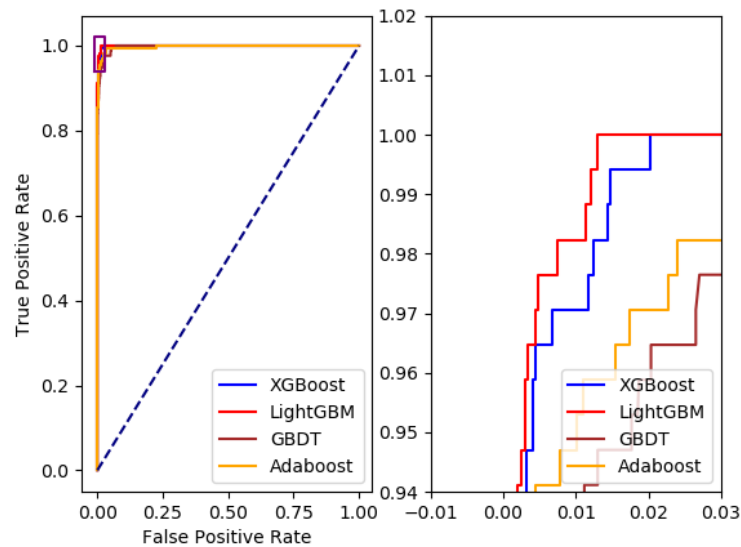 1.0
0.8
0.6
0.4
0.2
0.0
True Positive Rate
0.00 0.25 0.50 0.75 1.00
False Positive Rate
XGBoost
LightGBM
GBDT
Adaboost
1.02
1.01
1.00
0.99
0.98
0.97
0.96
0.95
0.94
−0.01 0.00 0.01 0.02 0.03
XGBoost
LightGBM
GBDT
Adaboost